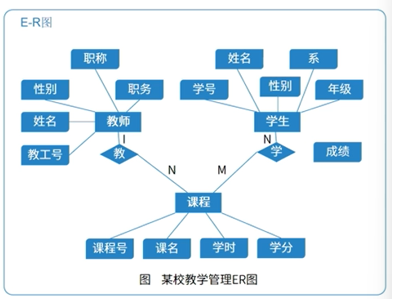 E-R图
职称
姓名
系
性别
职务
学号
性别
年级
姓名
教师
学生
I
N
教工号
教
学
成绩
N
M
课程
课程号
课名
学时
学分
图 某校教学管理ER图